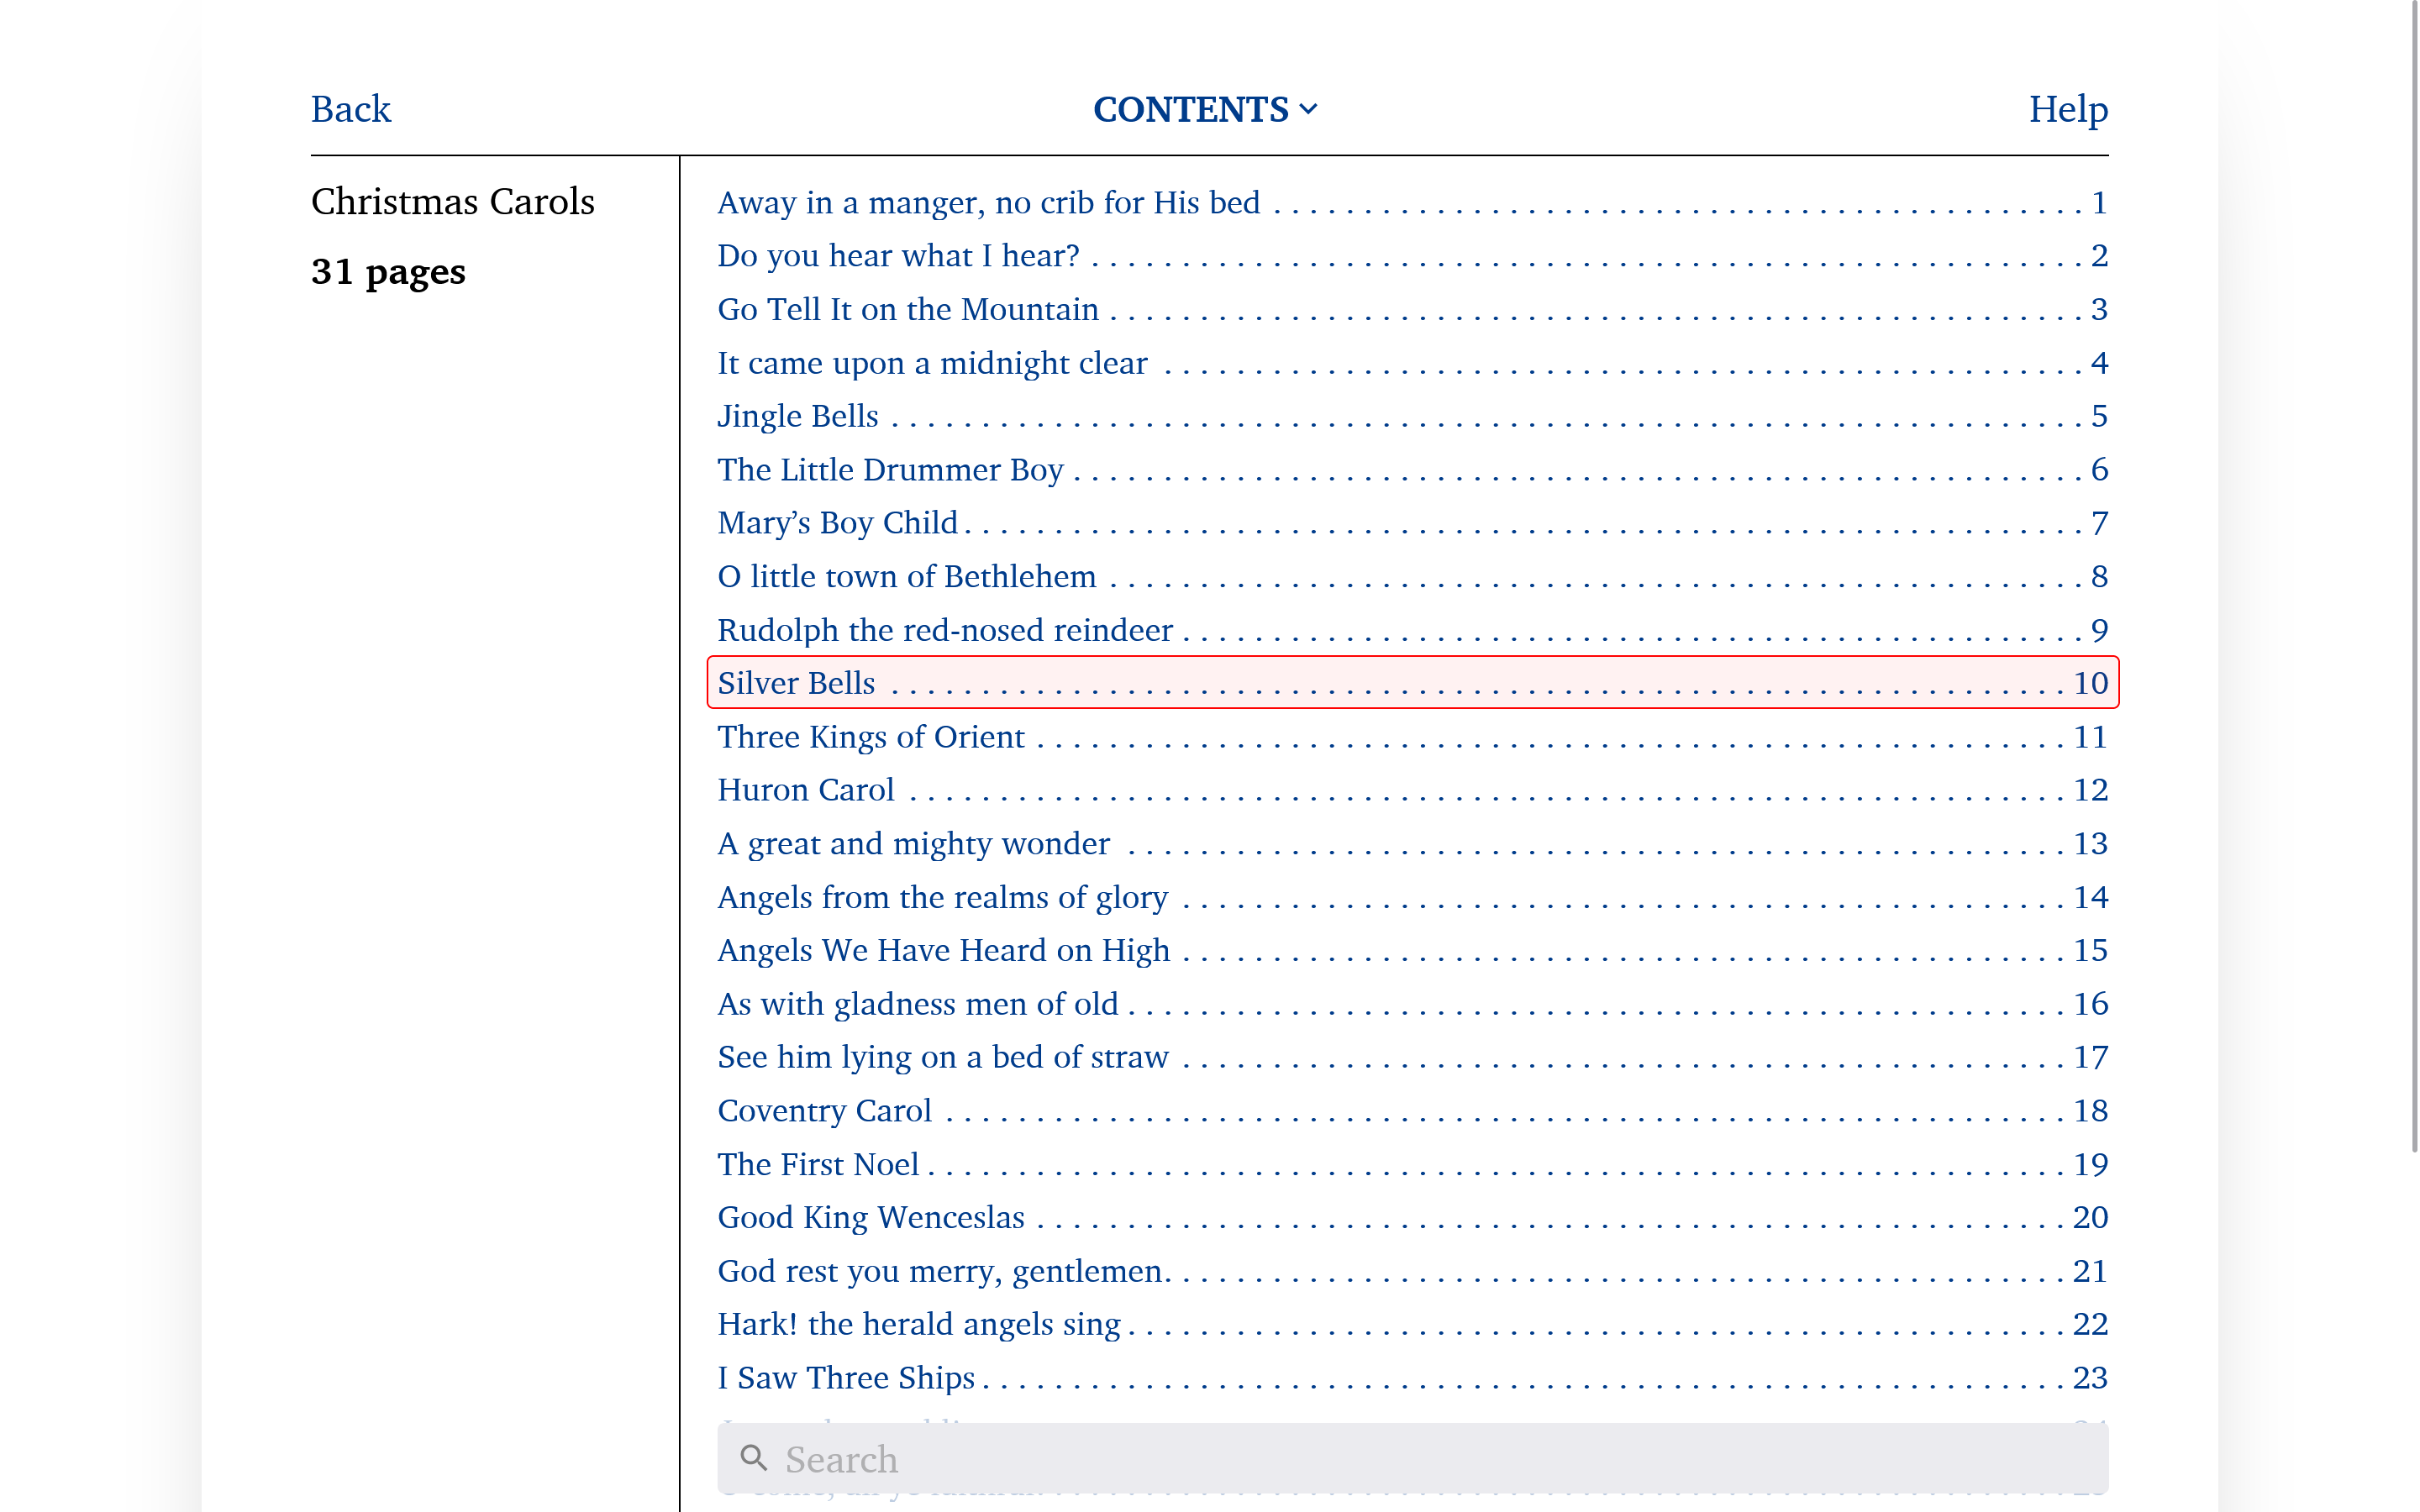 Back
CONTENTS
Help
Christmas Carols
31 pages
Away in a manger, no crib for His bed . . . . . . . . . . . . . . . . . . . . . . . . . . . . . . . . . . . . . . . . . . . . . 1
Do you hear what I hear? . . . . . . . . . . . . . . . . . . . . . . . . . . . . . . . . . . . . . . . . . . . . . . . . . . . . . . . 2
Go Tell It on the Mountain . . . . . . . . . . . . . . . . . . . . . . . . . . . . . . . . . . . . . . . . . . . . . . . . . . . . . . 3
It came upon a midnight clear . . . . . . . . . . . . . . . . . . . . . . . . . . . . . . . . . . . . . . . . . . . . . . . . . . . 4
Jingle Bells . . . . . . . . . . . . . . . . . . . . . . . . . . . . . . . . . . . . . . . . . . . . . . . . . . . . . . . . . . . . . . . . . . 5
The Little Drummer Boy . . . . . . . . . . . . . . . . . . . . . . . . . . . . . . . . . . . . . . . . . . . . . . . . . . . . . . . . 6
Mary’s Boy Child . . . . . . . . . . . . . . . . . . . . . . . . . . . . . . . . . . . . . . . . . . . . . . . . . . . . . . . . . . . . . . 7
O little town of Bethlehem . . . . . . . . . . . . . . . . . . . . . . . . . . . . . . . . . . . . . . . . . . . . . . . . . . . . . . 8
Rudolph the red-nosed reindeer . . . . . . . . . . . . . . . . . . . . . . . . . . . . . . . . . . . . . . . . . . . . . . . . . . 9
Silver Bells . . . . . . . . . . . . . . . . . . . . . . . . . . . . . . . . . . . . . . . . . . . . . . . . . . . . . . . . . . . . . . . . . 10
Three Kings of Orient . . . . . . . . . . . . . . . . . . . . . . . . . . . . . . . . . . . . . . . . . . . . . . . . . . . . . . . . . 11
Huron Carol . . . . . . . . . . . . . . . . . . . . . . . . . . . . . . . . . . . . . . . . . . . . . . . . . . . . . . . . . . . . . . . . 12
A great and mighty wonder . . . . . . . . . . . . . . . . . . . . . . . . . . . . . . . . . . . . . . . . . . . . . . . . . . . . 13
Angels from the realms of glory . . . . . . . . . . . . . . . . . . . . . . . . . . . . . . . . . . . . . . . . . . . . . . . . . 14
Angels We Have Heard on High . . . . . . . . . . . . . . . . . . . . . . . . . . . . . . . . . . . . . . . . . . . . . . . . . 15
As with gladness men of old . . . . . . . . . . . . . . . . . . . . . . . . . . . . . . . . . . . . . . . . . . . . . . . . . . . . 16
See him lying on a bed of straw . . . . . . . . . . . . . . . . . . . . . . . . . . . . . . . . . . . . . . . . . . . . . . . . . 17
Coventry Carol . . . . . . . . . . . . . . . . . . . . . . . . . . . . . . . . . . . . . . . . . . . . . . . . . . . . . . . . . . . . . . 18
The First Noel . . . . . . . . . . . . . . . . . . . . . . . . . . . . . . . . . . . . . . . . . . . . . . . . . . . . . . . . . . . . . . . 19
Good King Wenceslas . . . . . . . . . . . . . . . . . . . . . . . . . . . . . . . . . . . . . . . . . . . . . . . . . . . . . . . . . 20
God rest you merry, gentlemen . . . . . . . . . . . . . . . . . . . . . . . . . . . . . . . . . . . . . . . . . . . . . . . . . . 21
Hark! the herald angels sing . . . . . . . . . . . . . . . . . . . . . . . . . . . . . . . . . . . . . . . . . . . . . . . . . . . . 22
I Saw Three Ships . . . . . . . . . . . . . . . . . . . . . . . . . . . . . . . . . . . . . . . . . . . . . . . . . . . . . . . . . . . . 23
Search